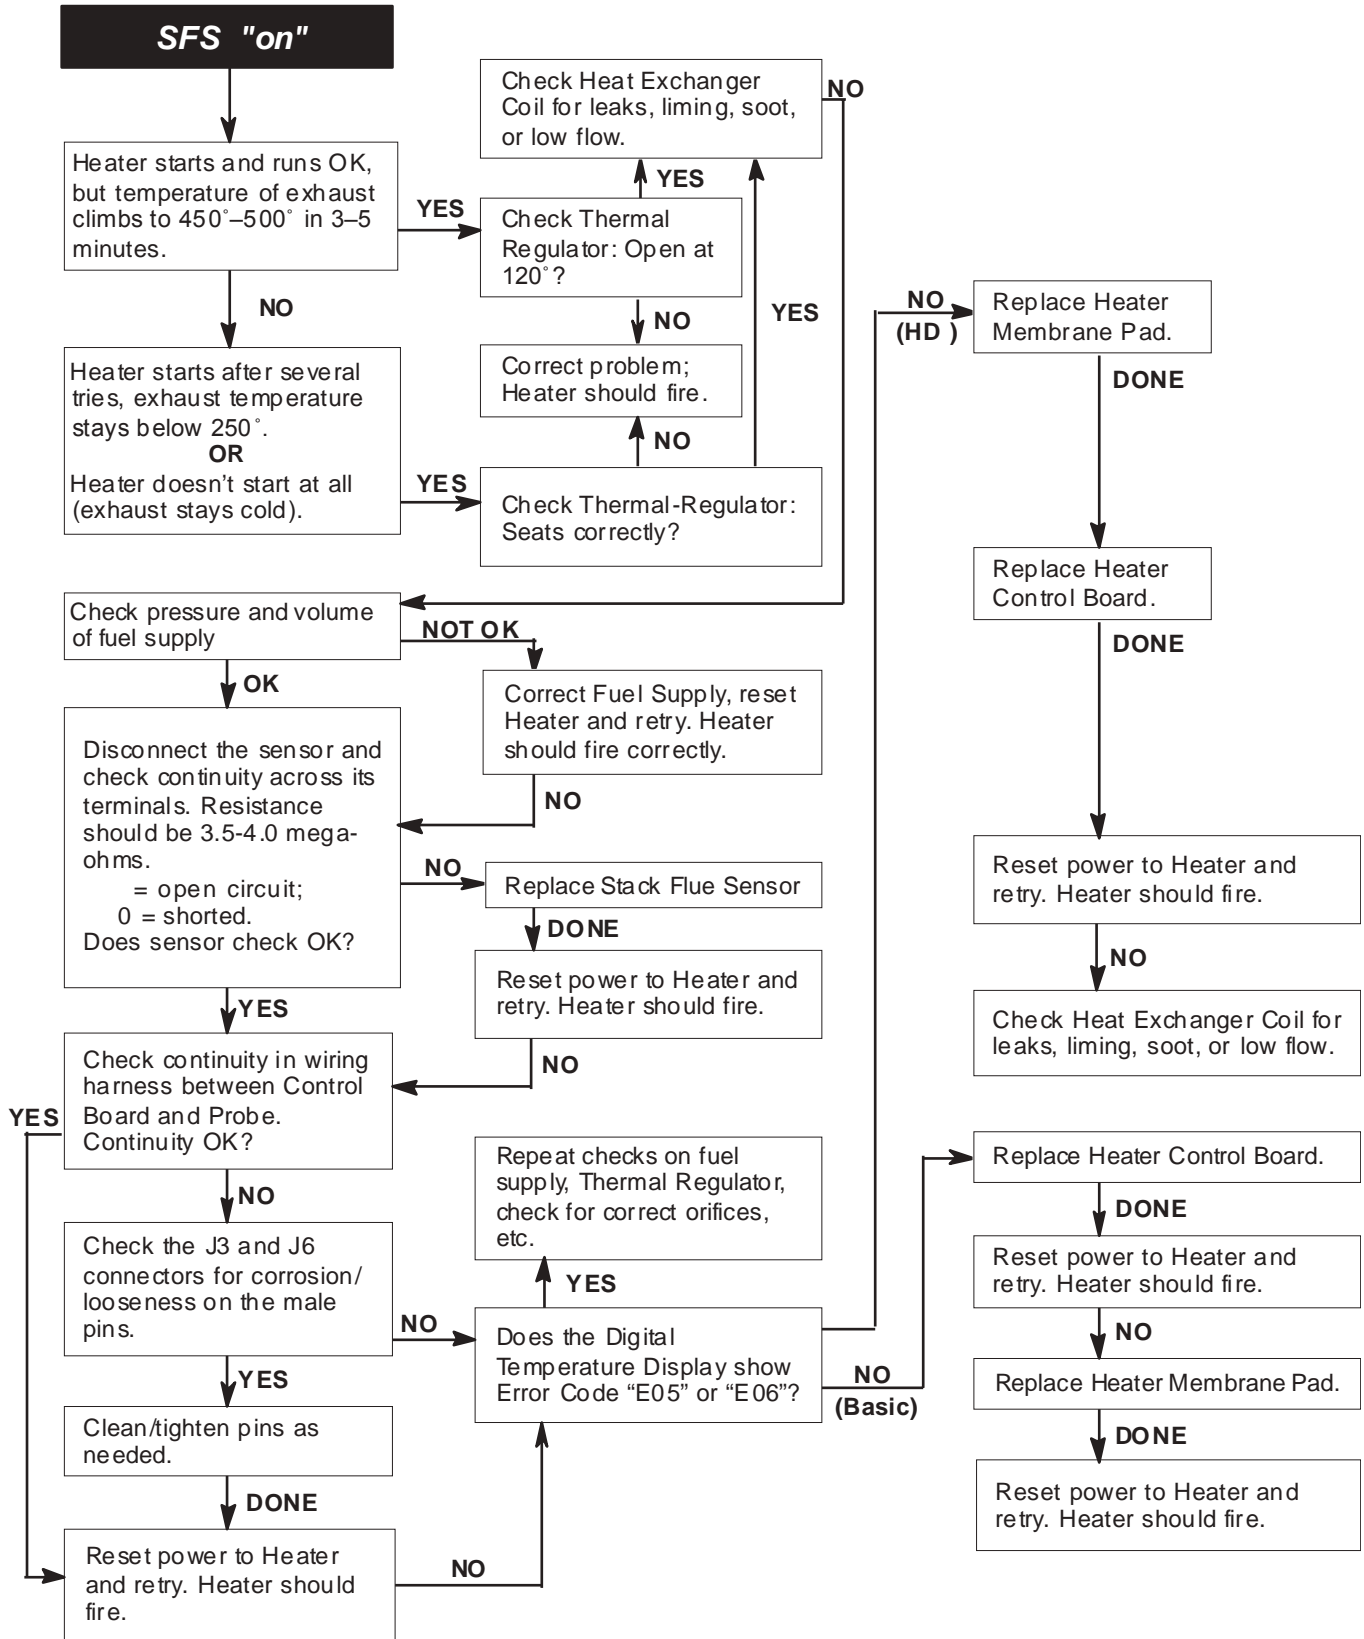 SFS "on"
Heater starts and runs OK,
but temperature of exhaust
climbs to 450°–500° in 3–5
minutes.
YES
NO
Check Heat Exchanger
Coil for leaks, liming, soot,
or low flow.
NO
YES
Check Thermal
Regulator: Open at
120°?
NO
YES
Correct problem;
Heater should fire.
NO
Heater starts after several
tries, exhaust temperature
stays below 250°.
OR
Heater doesn't start at all
(exhaust stays cold).
YES
Check Thermal-Regulator:
Seats correctly?
Check pressure and volume
of fuel supply
NOT OK
OK
Correct Fuel Supply, reset
Heater and retry. Heater
should fire correctly.
NO
Disconnect the sensor and
check continuity across its
terminals. Resistance
should be 3.5-4.0 mega-
ohms.
= open circuit;
0 = shorted.
Does sensor check OK?
NO
Replace Stack Flue Sensor
DONE
Reset power to Heater and
retry. Heater should fire.
NO
YES
Check continuity in wiring
harness between Control
Board and Probe.
Continuity OK?
YES
NO
Check the J3 and J6
connectors for corrosion/
looseness on the male
pins.
NO
YES
Clean/tighten pins as
needed.
DONE
Reset power to Heater
and retry. Heater should
fire.
NO
Repeat checks on fuel
supply, Thermal Regulator,
check for correct orifices,
etc.
YES
Does the Digital
Temperature Display show
Error Code “E05” or “E06”?
NO
(Basic)
NO
(HD )
Replace Heater
Membrane Pad.
DONE
Replace Heater
Control Board.
DONE
Reset power to Heater and
retry. Heater should fire.
NO
Check Heat Exchanger Coil for
leaks, liming, soot, or low flow.
Replace Heater Control Board.
DONE
Reset power to Heater and
retry. Heater should fire.
NO
Replace Heater Membrane Pad.
DONE
Reset power to Heater and
retry. Heater should fire.